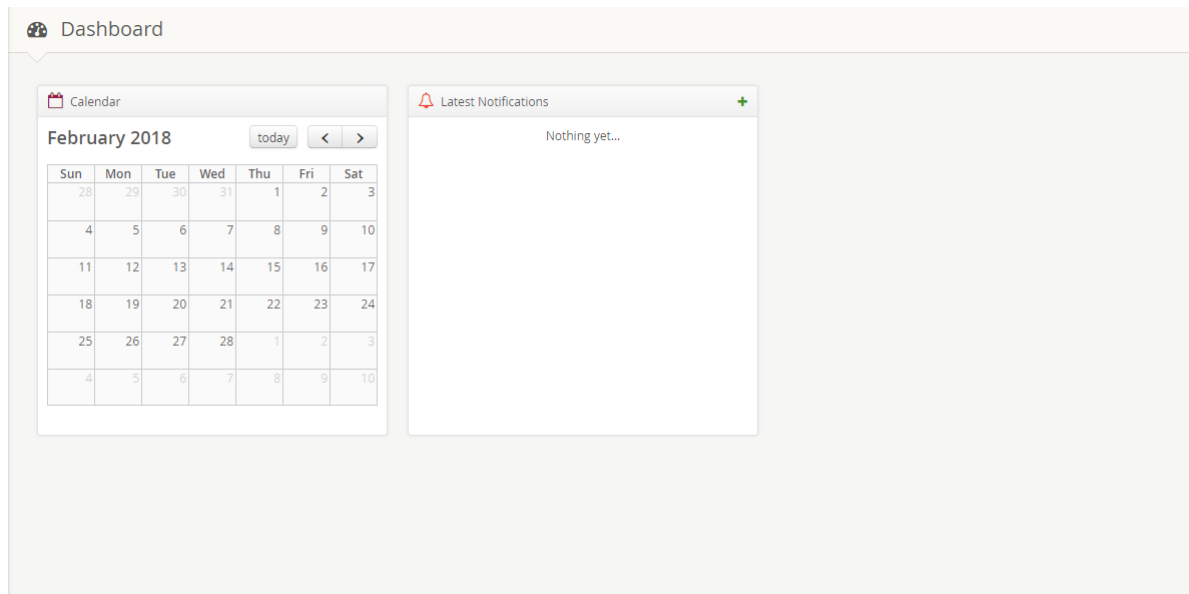 Dashboard
Calendar
February 2018
today
Sun Mon Tue Wed Thu Fri Sat
28 29 30 31 1 2 3
4 5 6 7 8 9 10
11 12 13 14 15 16 17
18 19 20 21 22 23 24
25 26 27 28 1 2 3
4 5 6 7 8 9 10
Latest Notifications
Nothing yet...